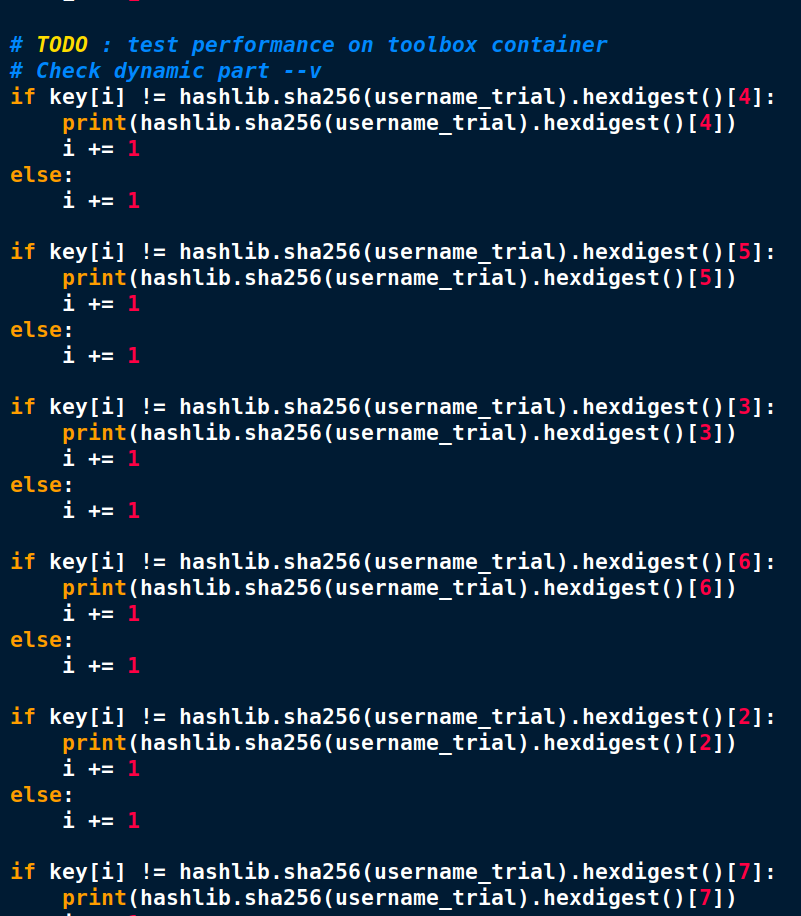 # TODO : test performance on toolbox container
# Check dynamic part --v
if key[i] != hashlib.sha256(username_trial).hexdigest()[4]:
    print(hashlib.sha256(username_trial).hexdigest()[4])
    i += 1
else:
    i += 1

if key[i] != hashlib.sha256(username_trial).hexdigest()[5]:
    print(hashlib.sha256(username_trial).hexdigest()[5])
    i += 1
else:
    i += 1

if key[i] != hashlib.sha256(username_trial).hexdigest()[3]:
    print(hashlib.sha256(username_trial).hexdigest()[3])
    i += 1
else:
    i += 1

if key[i] != hashlib.sha256(username_trial).hexdigest()[6]:
    print(hashlib.sha256(username_trial).hexdigest()[6])
    i += 1
else:
    i += 1

if key[i] != hashlib.sha256(username_trial).hexdigest()[2]:
    print(hashlib.sha256(username_trial).hexdigest()[2])
    i += 1
else:
    i += 1

if key[i] != hashlib.sha256(username_trial).hexdigest()[7]:
    print(hashlib.sha256(username_trial).hexdigest()[7])